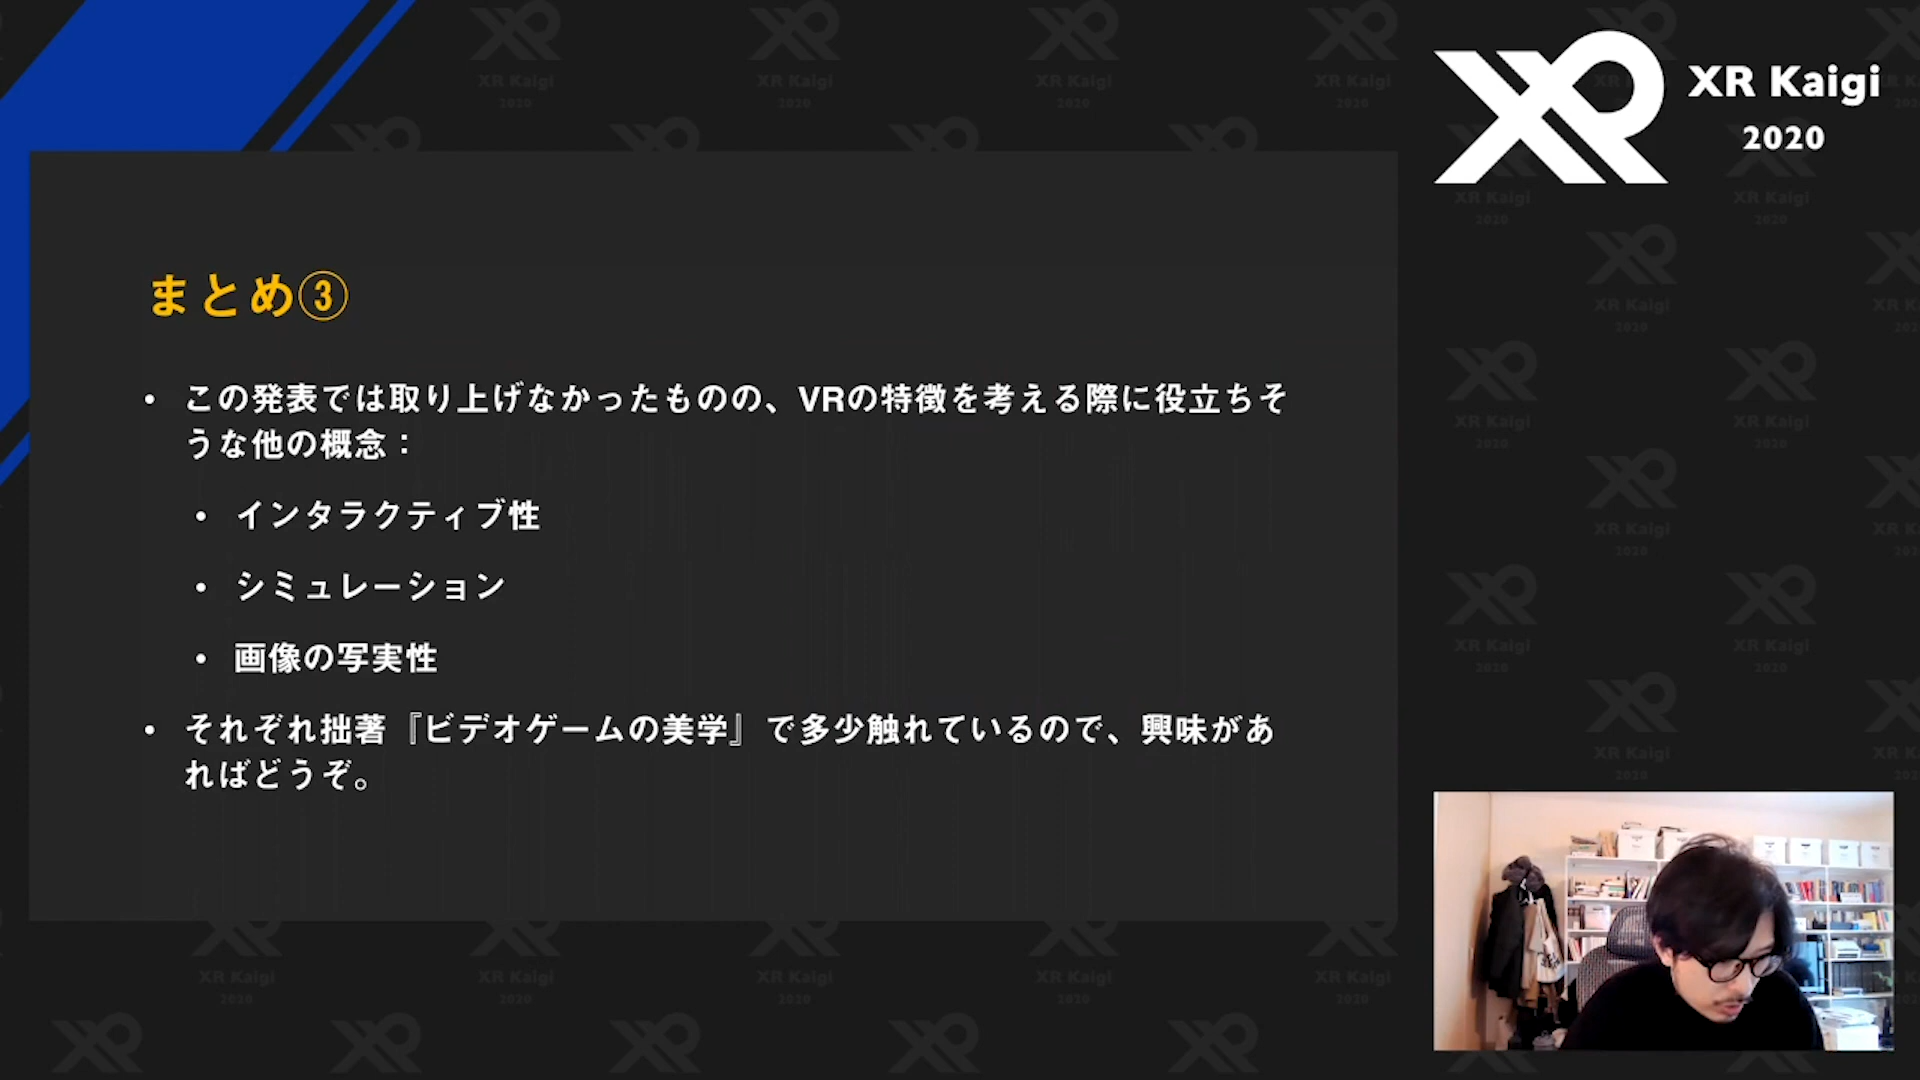 XR Kaigi
2020
まとめ③
• この発表では取り上げなかったものの、VRの特徴を考える際に役立ちそ
うな他の概念：
• インタラクティブ性
• シミュレーション
• 画像の写実性
• それぞれ拙著『ビデオゲームの美学』で多少触れているので、興味があ
ればどうぞ。